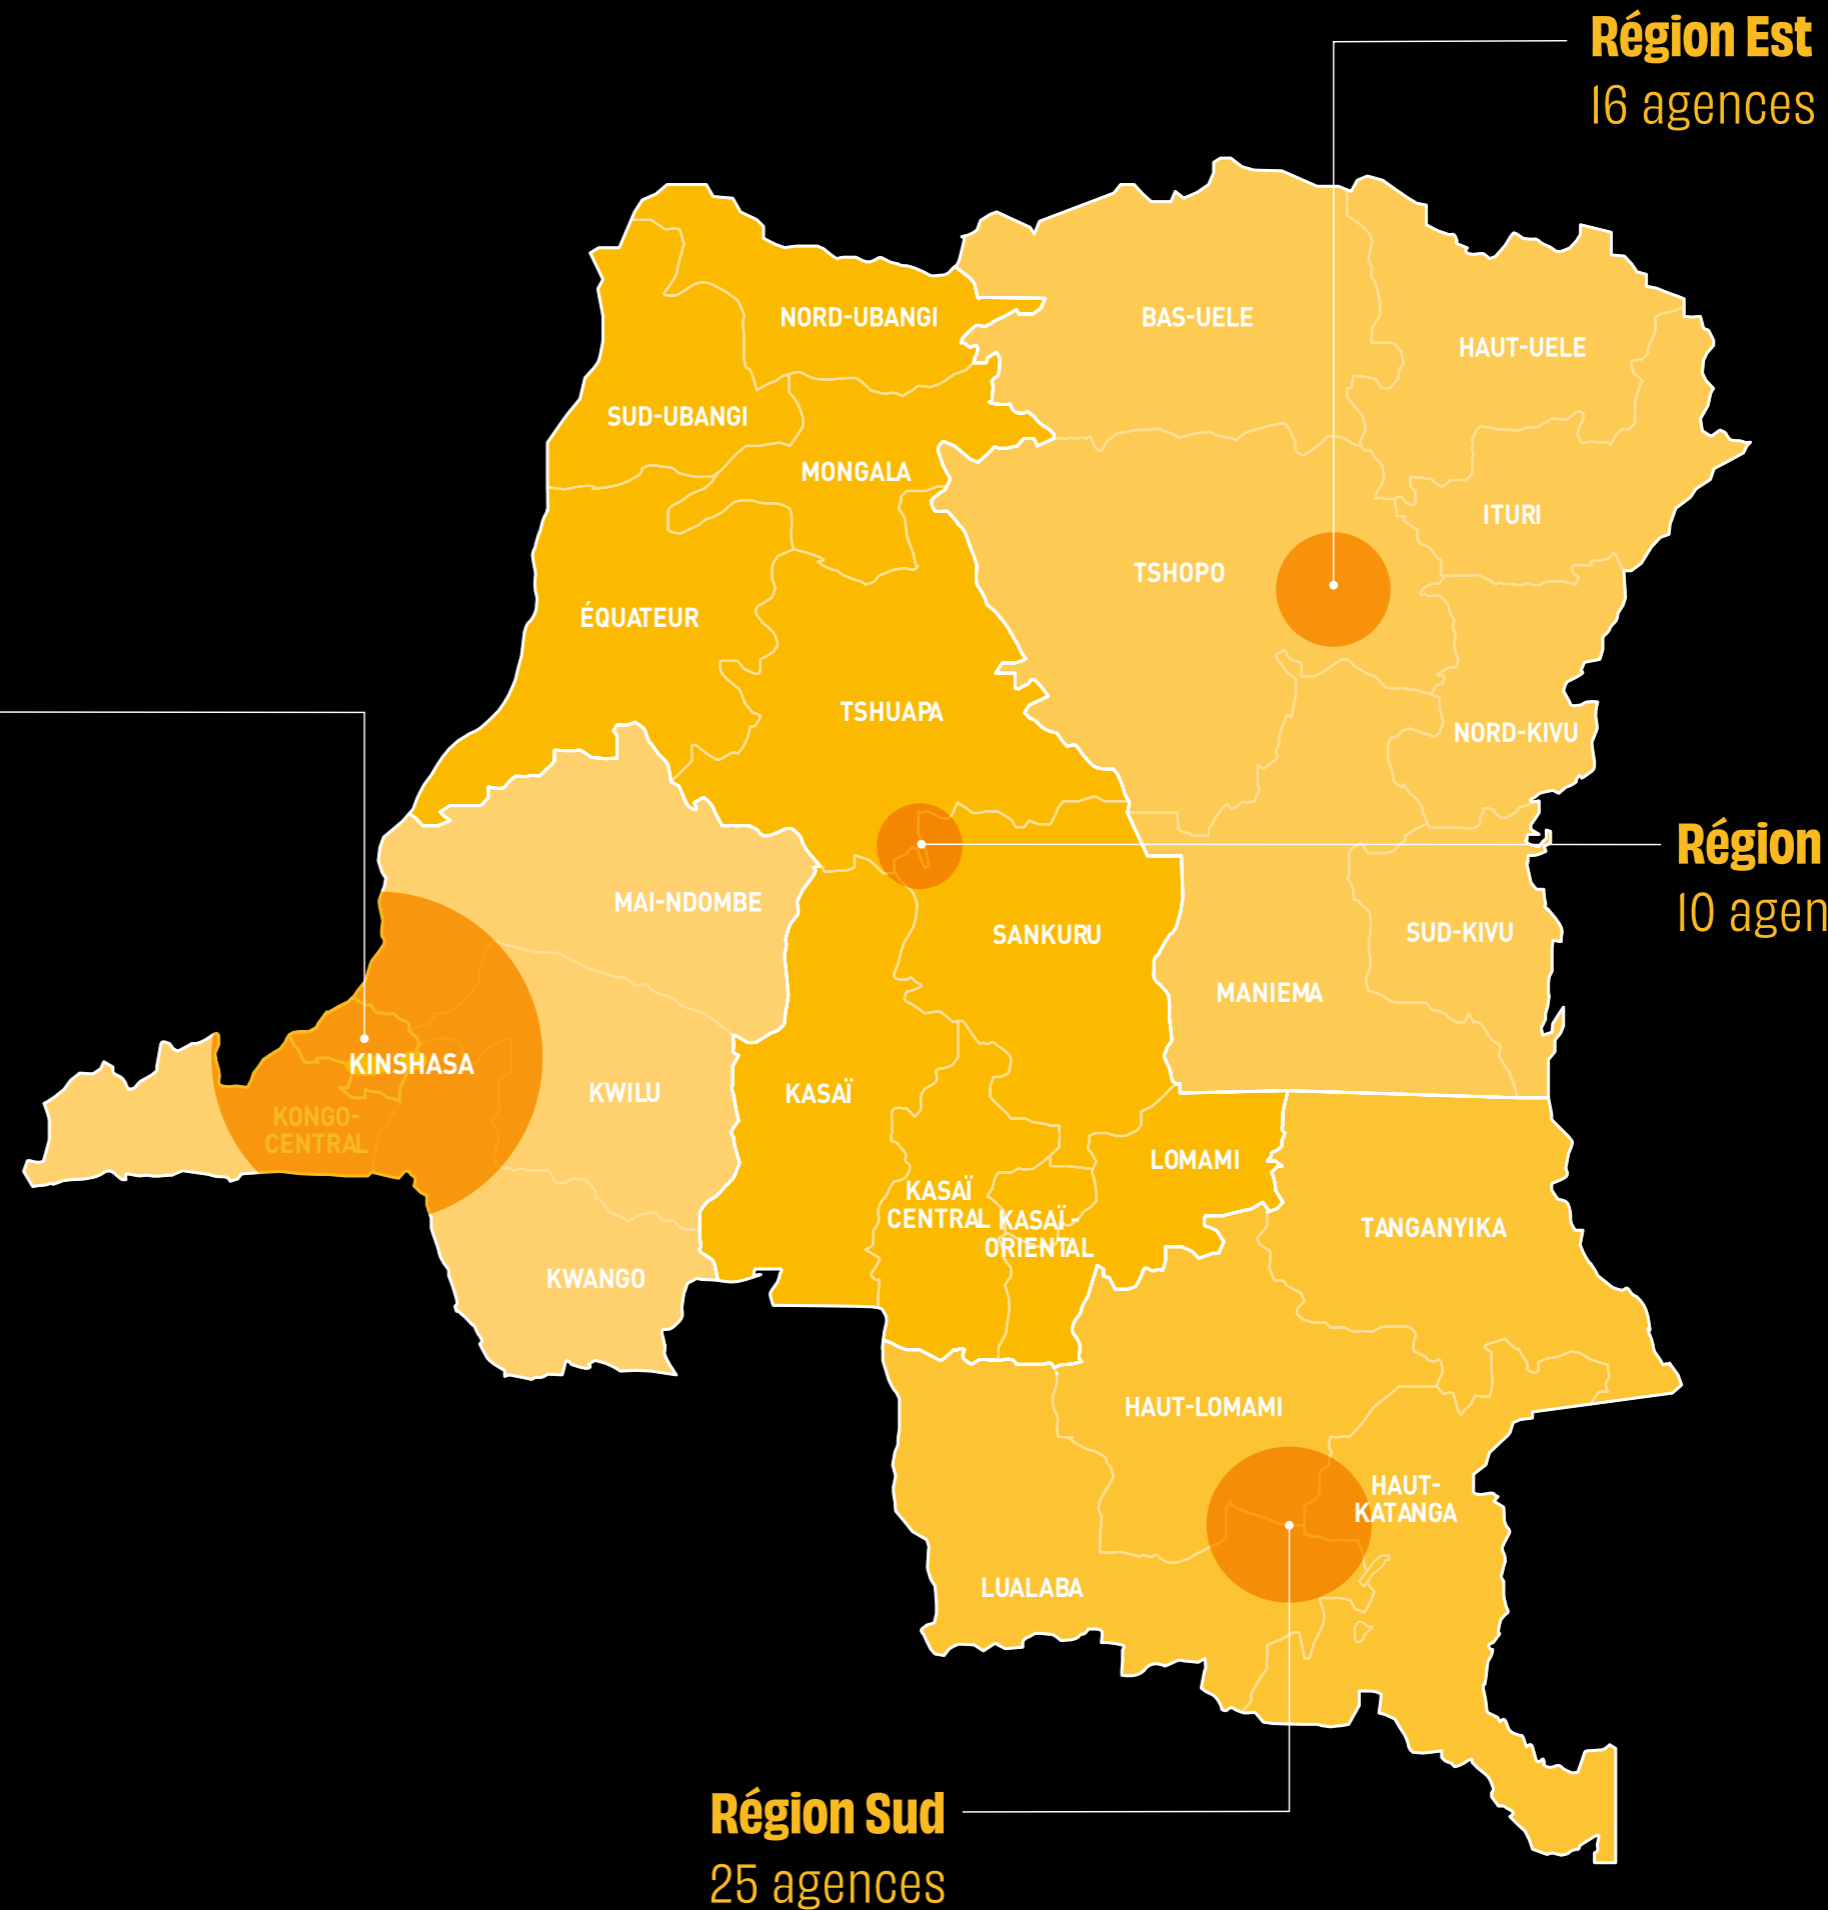 Région Est
16 agences
NORD-UBANGI
BAS-UELE
HAUT-UELE
SUD-UBANGI
MONGALA
ITURI
TSHOPO
ÉQUATEUR
TSHUAPA
NORD-KIVU
Région
10 agen
MAI-NDOMBE
SANKURU
SUD-KIVU
MANIEMA
KINSHASA
KWILU
KASAÏ
KONGO-
CENTRAL
LOMAMI
KASAÏ
CENTRAL
KASAÏ-
ORIENTAL
TANGANYIKA
KWANGO
HAUT-LOMAMI
HAUT-
KATANGA
LUALABA
Région Sud
25 agences